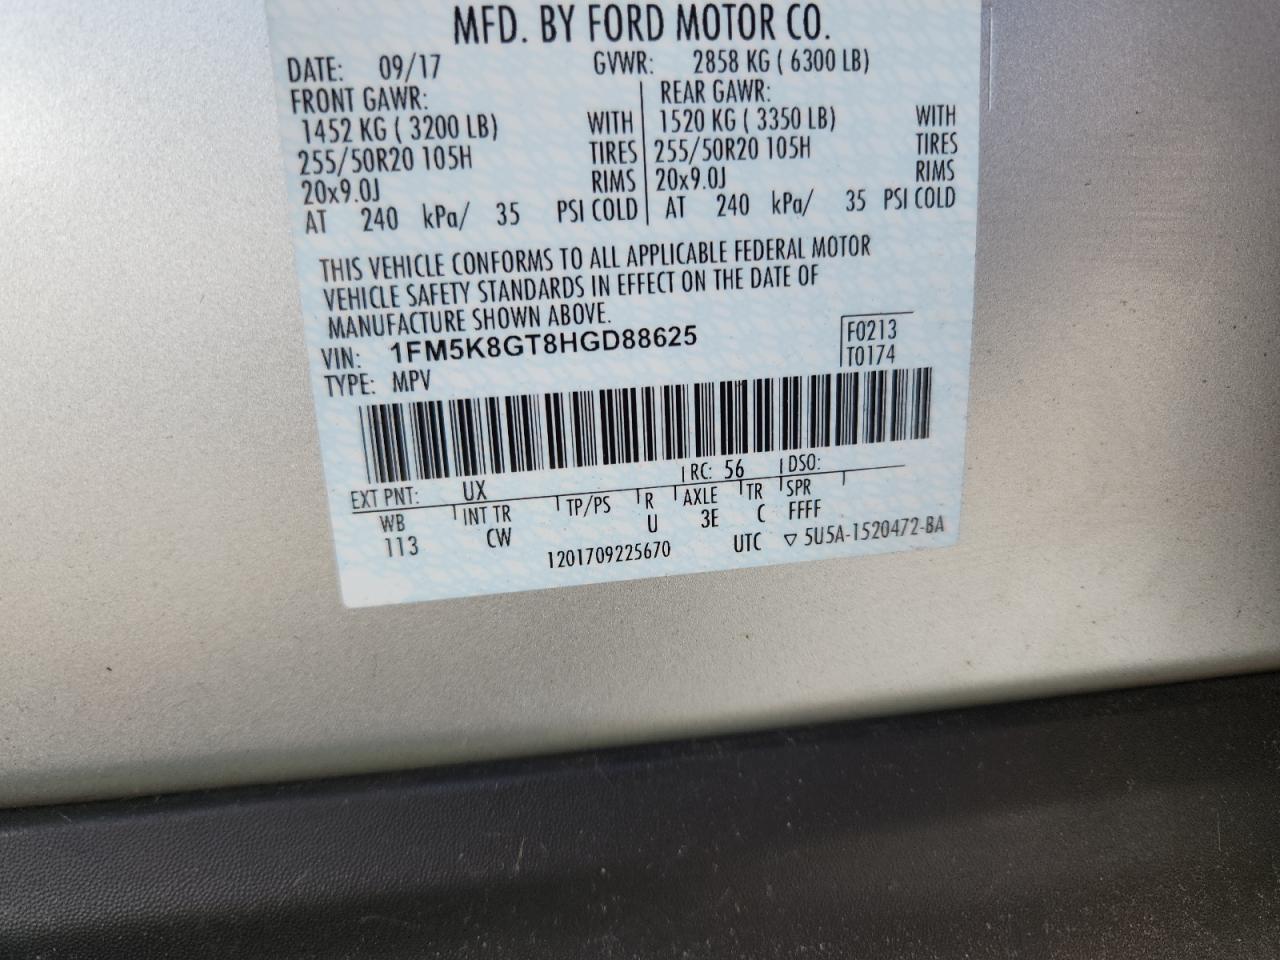 MFD. BY FORD MOTOR CO.
DATE: 09/17 GVWR: 2858 KG ( 6300 LB)
FRONT GAWR: REAR GAWR:
1452 KG ( 3200 LB) WITH 1520 KG ( 3350 LB) WITH
255/50R20 105H TIRES 255/50R20 105H TIRES
20x9.0J RIMS 20x9.0J RIMS
AT 240 kPa/ 35 PSI COLD AT 240 kPa/ 35 PSI COLD
THIS VEHICLE CONFORMS TO ALL APPLICABLE FEDERAL MOTOR
VEHICLE SAFETY STANDARDS IN EFFECT ON THE DATE OF
MANUFACTURE SHOWN ABOVE.
VIN: 1FM5K8GT8HGD88625 F0213
TYPE: MPV T0174
EXT PNT: UX RC: 56 DSO:
WB INT TR TP/PS R AXLE TR SPR
113 CW U 3E C FFFF
1201709225670 UTC ▽ 5U5A-1520472-BA